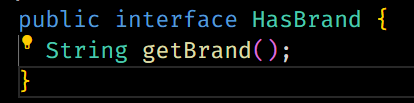 public interface HasBrand {
String getBrand();
}